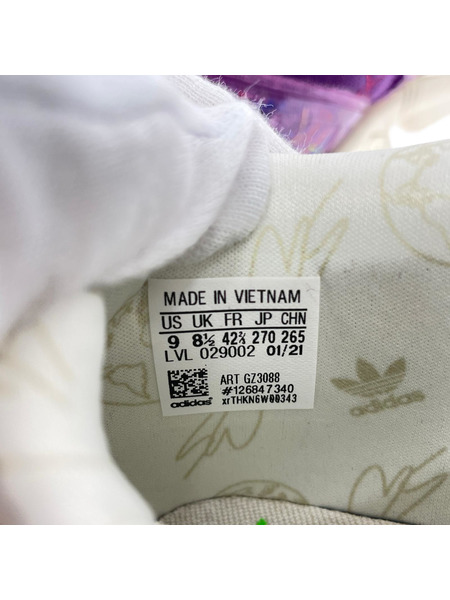 MADE IN VIETNAM
US UK FR JP CHN
9 8½ 42⅔ 270 265
LVL 029002 01/21
ART GZ3088
#126847340
adidas xrTHKN6W00343
adidas